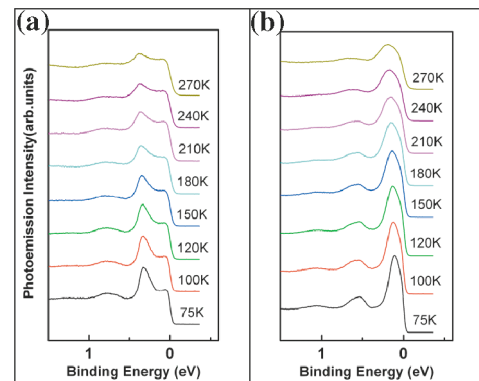 (a)
(b)
Photoemission Intensity(arb.units)
270K
240K
210K
180K
150K
120K
100K
75K
1
0
Binding Energy (eV)
270K
240K
210K
180K
150K
120K
100K
75K
1
0
Binding Energy (eV)